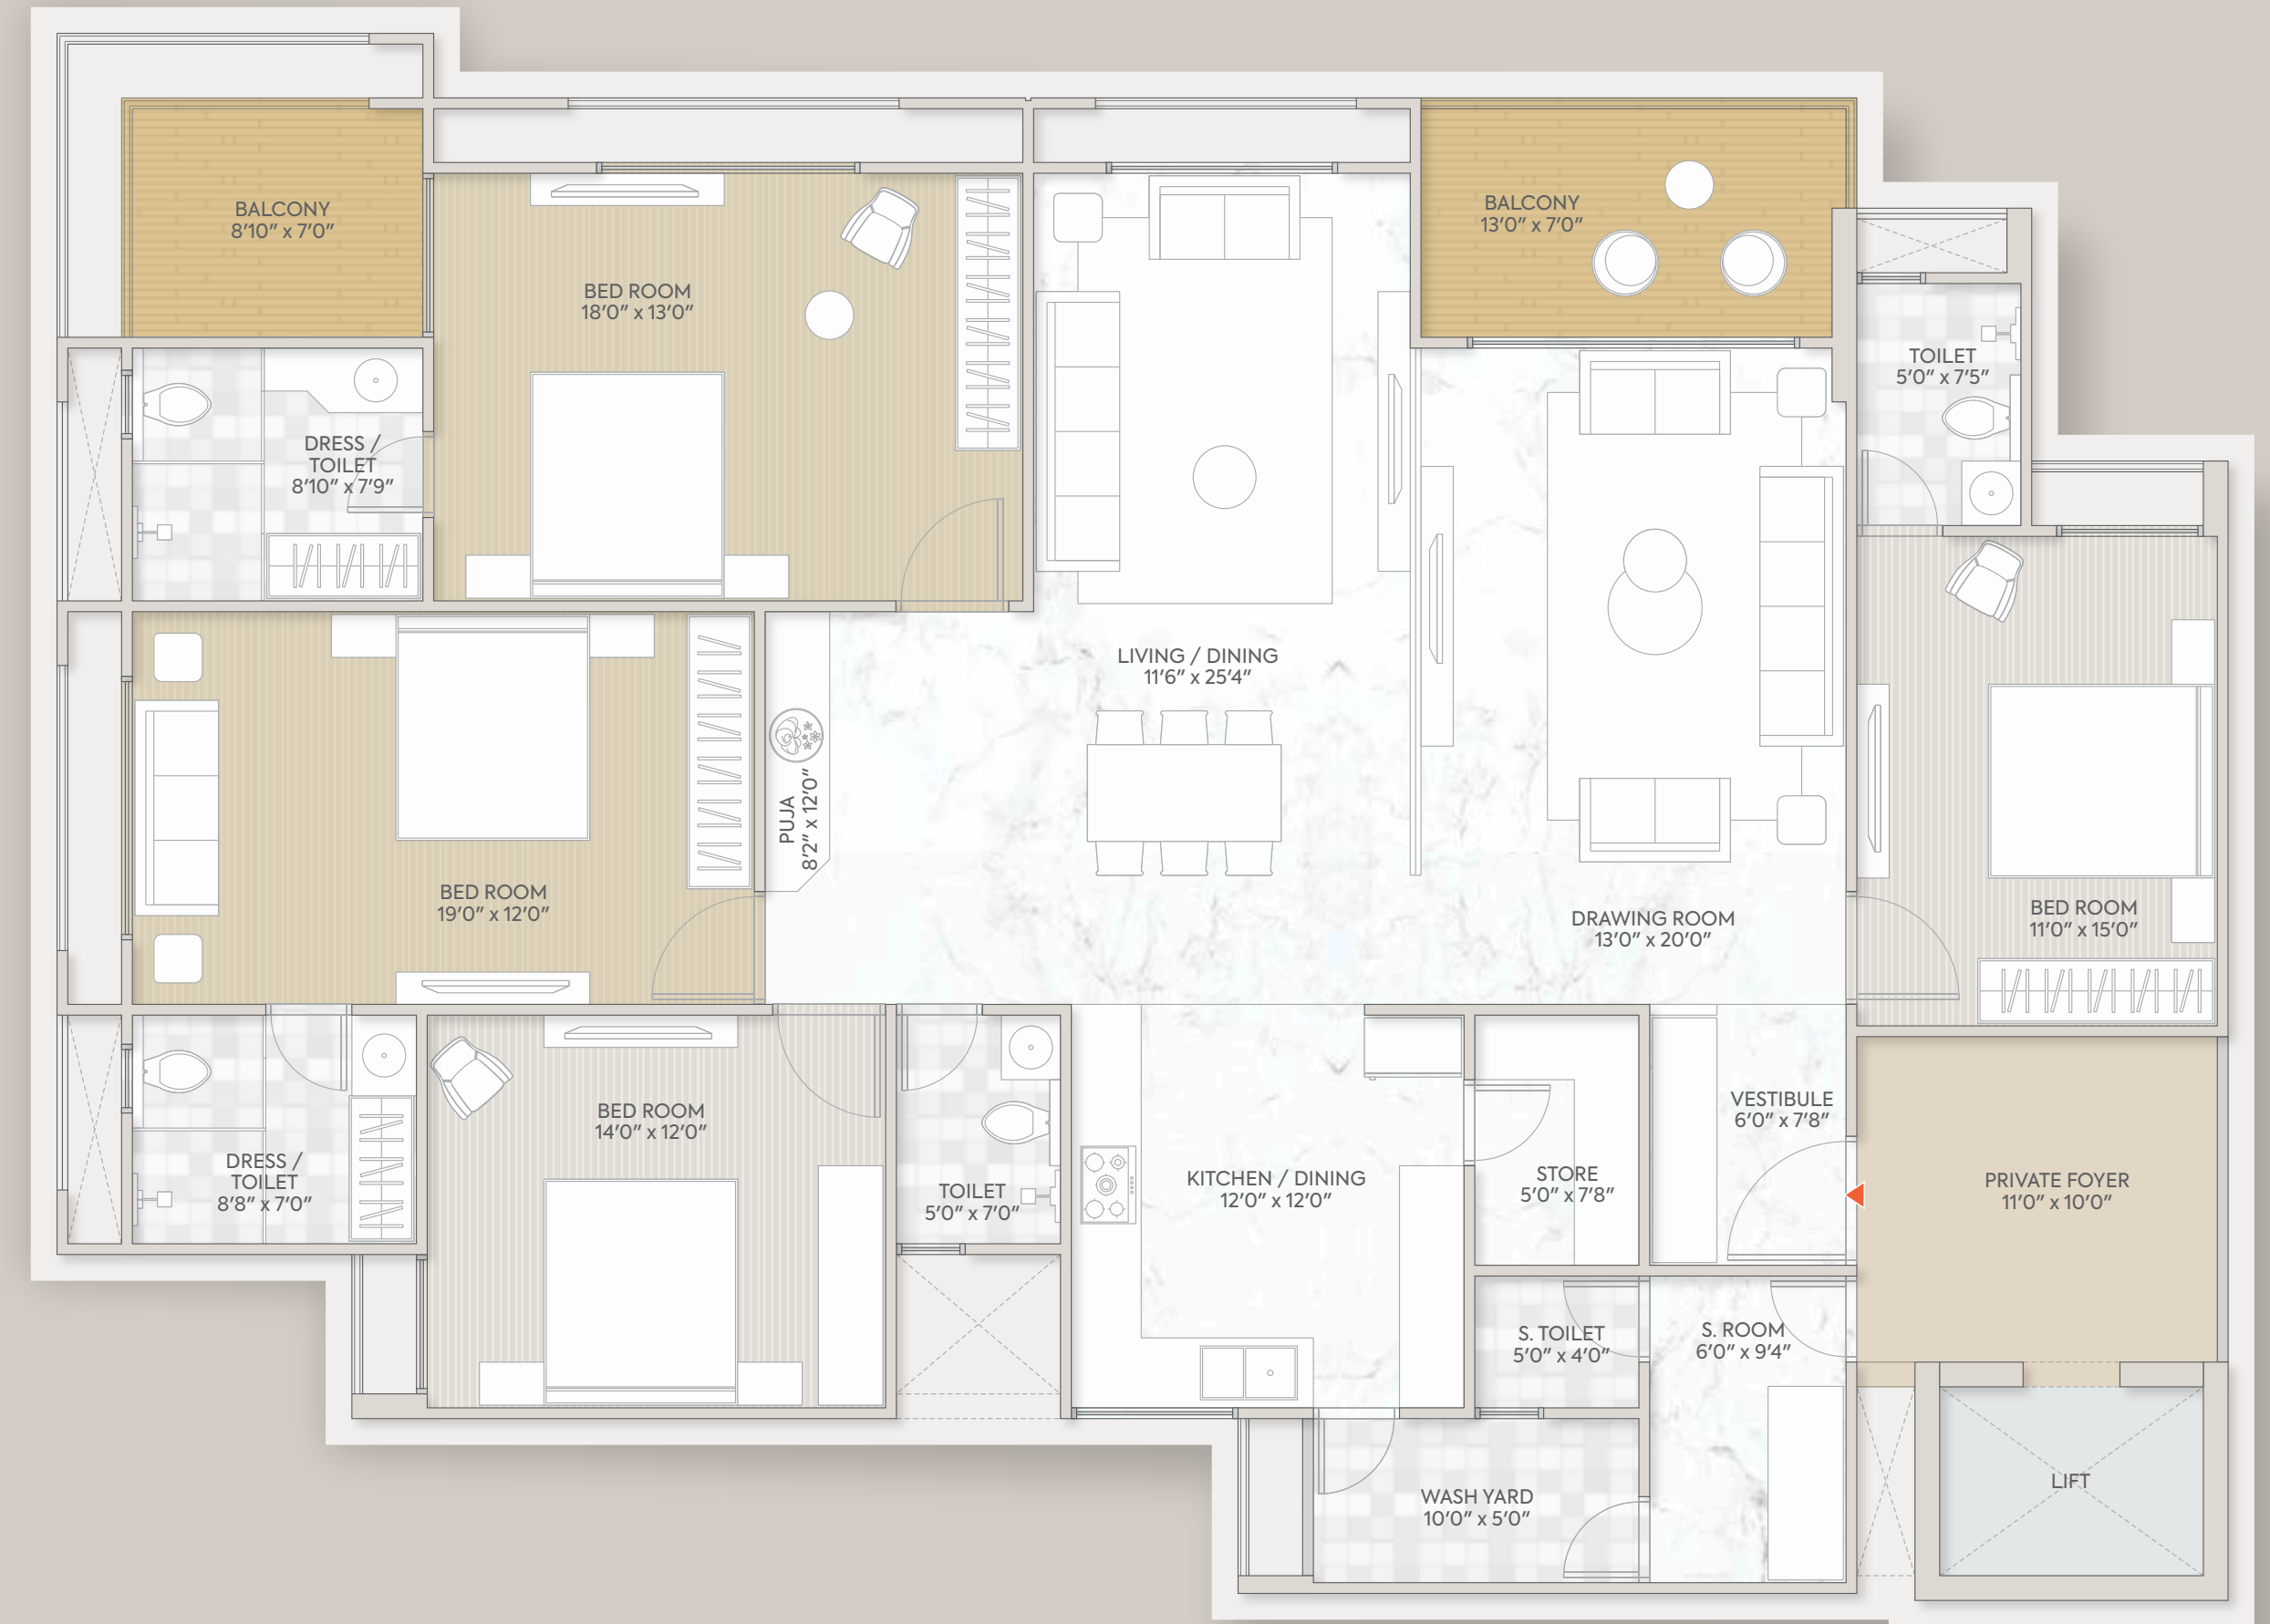 BALCONY
8'10" x 7'0"
BED ROOM
18'0" x 13'0"
BALCONY
13'0" x 7'0"
TOILET
5'0" x 7'5"
DRESS /
TOILET
8'10" x 7'9"
LIVING / DINING
11'6" x 25'4"
PUJA
8'2" x 12'0"
BED ROOM
19'0" x 12'0"
DRAWING ROOM
13'0" x 20'0"
BED ROOM
11'0" x 15'0"
BED ROOM
14'0" x 12'0"
VESTIBULE
6'0" x 7'8"
DRESS /
TOILET
8'8" x 7'0"
TOILET
5'0" x 7'0"
KITCHEN / DINING
12'0" x 12'0"
STORE
5'0" x 7'8"
PRIVATE FOYER
11'0" x 10'0"
S. TOILET
5'0" x 4'0"
S. ROOM
6'0" x 9'4"
WASH YARD
10'0" x 5'0"
LIFT